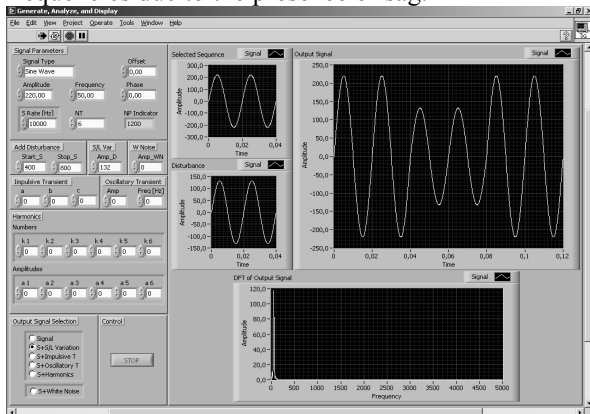 frequencies due to the presence of sag.
Generate, Analyze, and Display
File Edit View Project Operate Tools Window Help
Signal Parameters
Signal Type Offset
Sine Wave 0,00
Amplitude Frequency Phase
220,00 50,00 0,00
S Rate [Hz] NT NP Indicator
10000 6 1200
Add Disturbance S/L Var W Noise
Start_S Stop_S Amp_D Amp_WN
400 800 132 0
Impulsive Transient Oscillatory Transient
a b c Amp Freq [Hz]
0 0 0 0 0
Harmonics
Numbers
k 1 k 2 k 3 k 4 k 5 k 6
0 0 0 0 0 0
Amplitudes
a 1 a 2 a 3 a 4 a 5 a 6
0 0 0 0 0 0
Output Signal Selection Control
Signal
S+S/L Variation
S+Impulsive T
S+Oscillatory T
S+Harmonics
S+White Noise
STOP
Selected Sequence Signal
300,0
200,0
100,0
0,0
-100,0
-200,0
-300,0
Amplitude
0 0,02 0,04
Time
Disturbance Signal
150,0
100,0
50,0
0,0
-50,0
-100,0
-150,0
Amplitude
0 0,02 0,04
Time
Output Signal Signal
250,0
200,0
150,0
100,0
50,0
0,0
-50,0
-100,0
-150,0
-200,0
-250,0
Amplitude
0 0,02 0,04 0,06 0,08 0,1 0,12
Time
DFT of Output Signal Signal
120,0
100,0
80,0
60,0
40,0
20,0
0,0
Amplitude
0 500 1000 1500 2000 2500 3000 3500 4000 4500 5000
Frequency